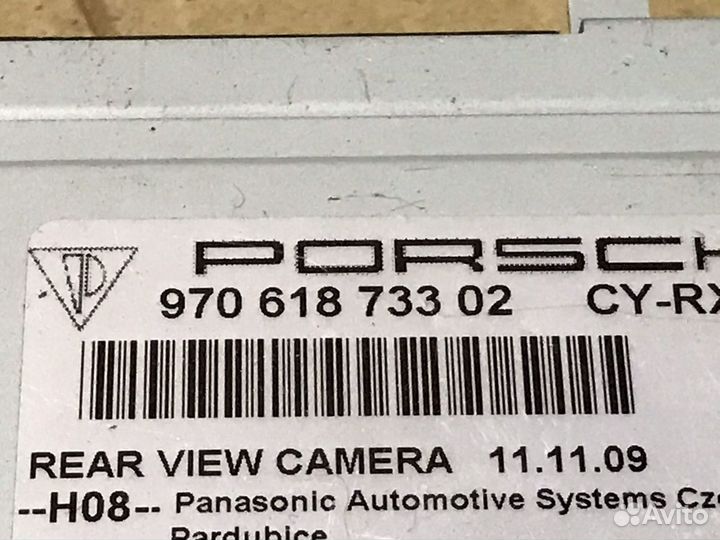 PORSCH
970 618 733 02 CY-RX
REAR VIEW CAMERA 11.11.09
--H08-- Panasonic Automotive Systems Cze
Pardubice
Avito